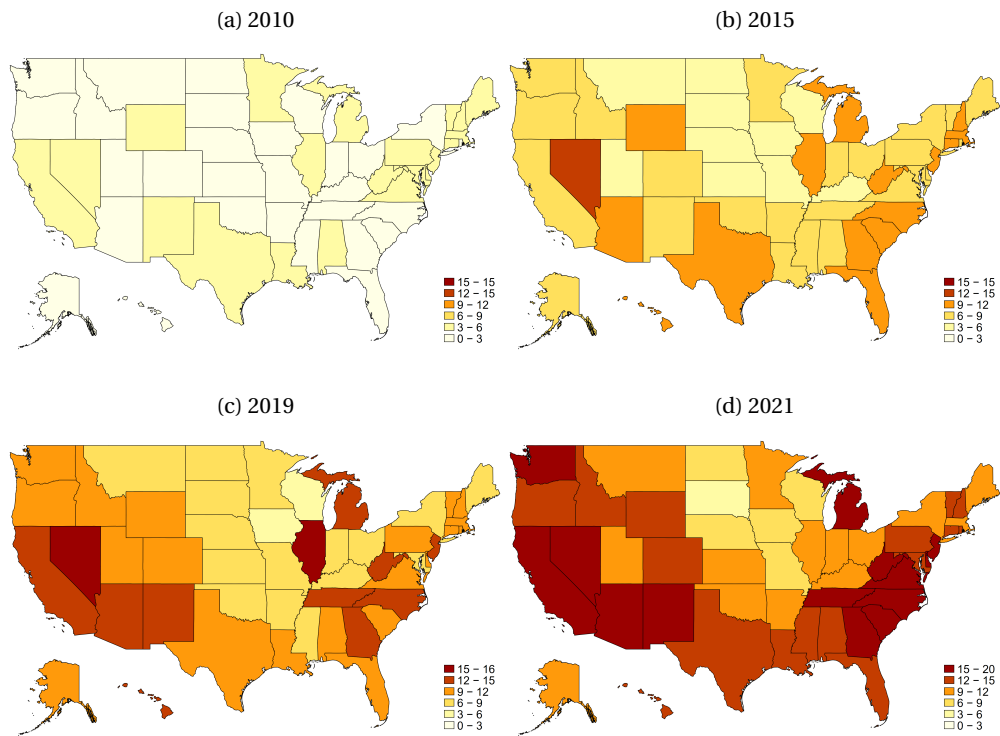 (a) 2010
15 – 15
12 – 15
9 – 12
6 – 9
3 – 6
0 – 3
(b) 2015
15 – 15
12 – 15
9 – 12
6 – 9
3 – 6
0 – 3
(c) 2019
15 – 16
12 – 15
9 – 12
6 – 9
3 – 6
0 – 3
(d) 2021
15 – 20
12 – 15
9 – 12
6 – 9
3 – 6
0 – 3